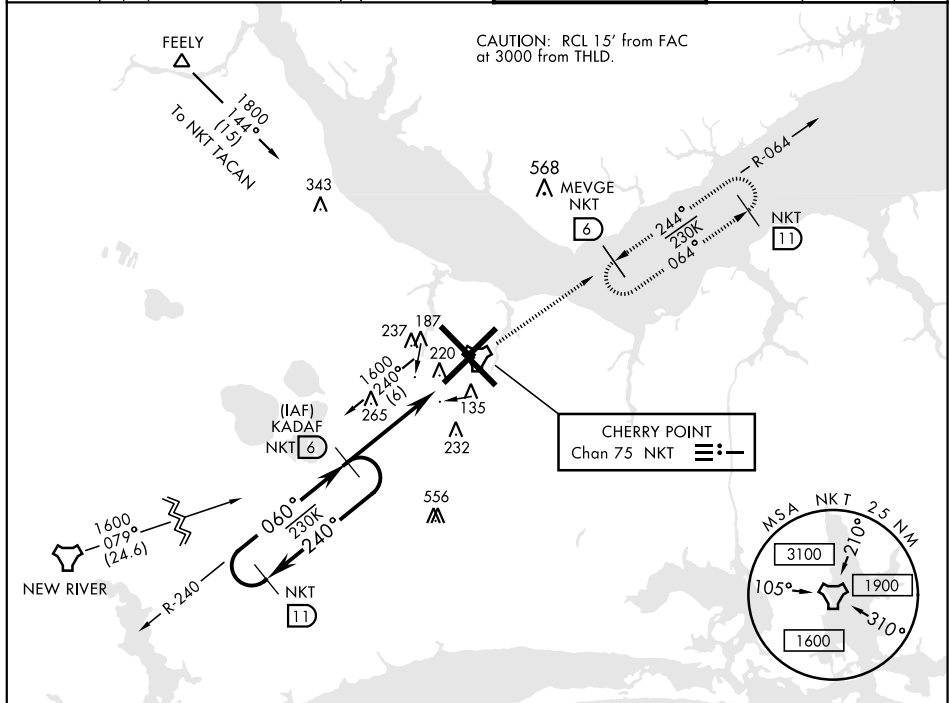 FEELY
CAUTION: RCL 15' from FAC
at 3000 from THLD.
1800
144°
(15)
To NKT TACAN
343
568
MEVGE
NKT
6
R-064
244°
230K
064°
NKT
11
237
187
220
1600
240°
(6)
265
135
232
(IAF)
KADAF
NKT 6
CHERRY POINT
Chan 75 NKT
556
060°
230K
240°
1600
079°
(24.6)
NEW RIVER
R-240
NKT
11
MSA NKT 25 NM
3100
210°
105°
1900
310°
1600